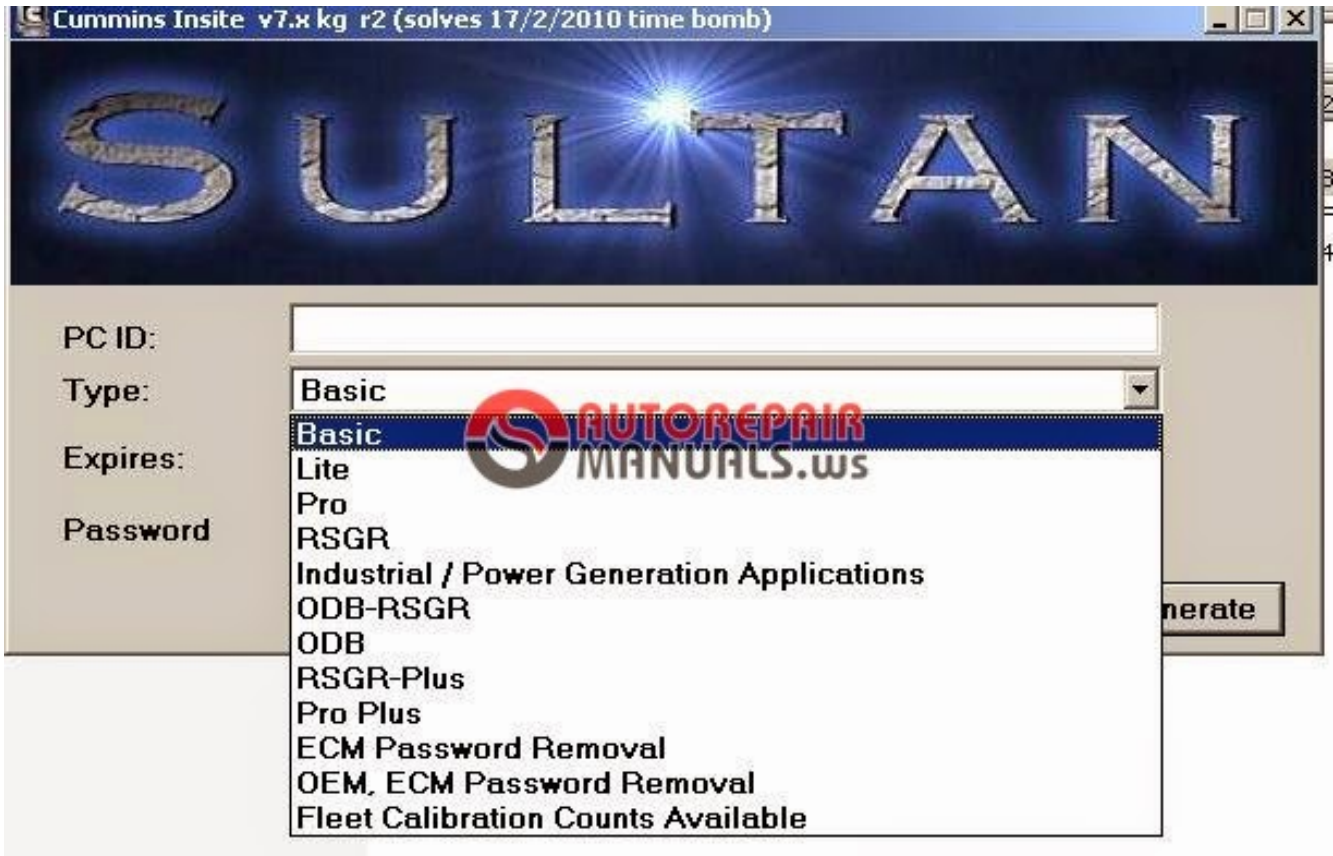 Cummins Insite v7.x kg r2 (solves 17/2/2010 time bomb)
SULTAN
PC ID:
Type:
Basic
Basic
Lite
Pro
RSGR
Industrial / Power Generation Applications
ODB-RSGR
ODB
RSGR-Plus
Pro Plus
ECM Password Removal
OEM, ECM Password Removal
Fleet Calibration Counts Available
Expires:
Password
nerate
AUTOREPAIR
MANUALS.ws